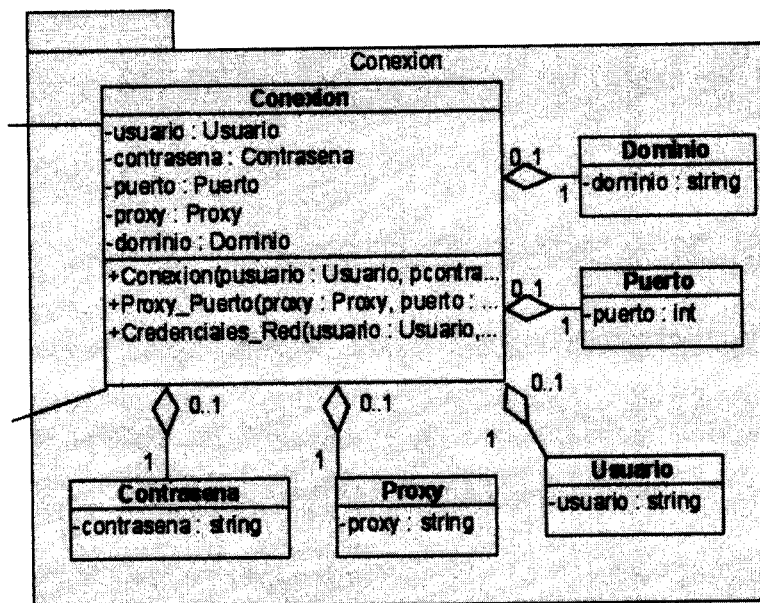 Conexion
Conexion
-usuario : Usuario
-contrasena : Contrasena
-puerto : Puerto
-proxy : Proxy
-dominio : Dominio
+Conexion(pusuario : Usuario, pcontra...
+Proxy_Puerto(proxy : Proxy, puerto : ...
+Credenciales_Red(usuario : Usuario,...
0..1
1
Dominio
-dominio : string
0..1
1
Puerto
-puerto : int
0..1
1
Contrasena
-contrasena : string
0..1
1
Proxy
-proxy : string
0..1
1
Usuario
-usuario : string